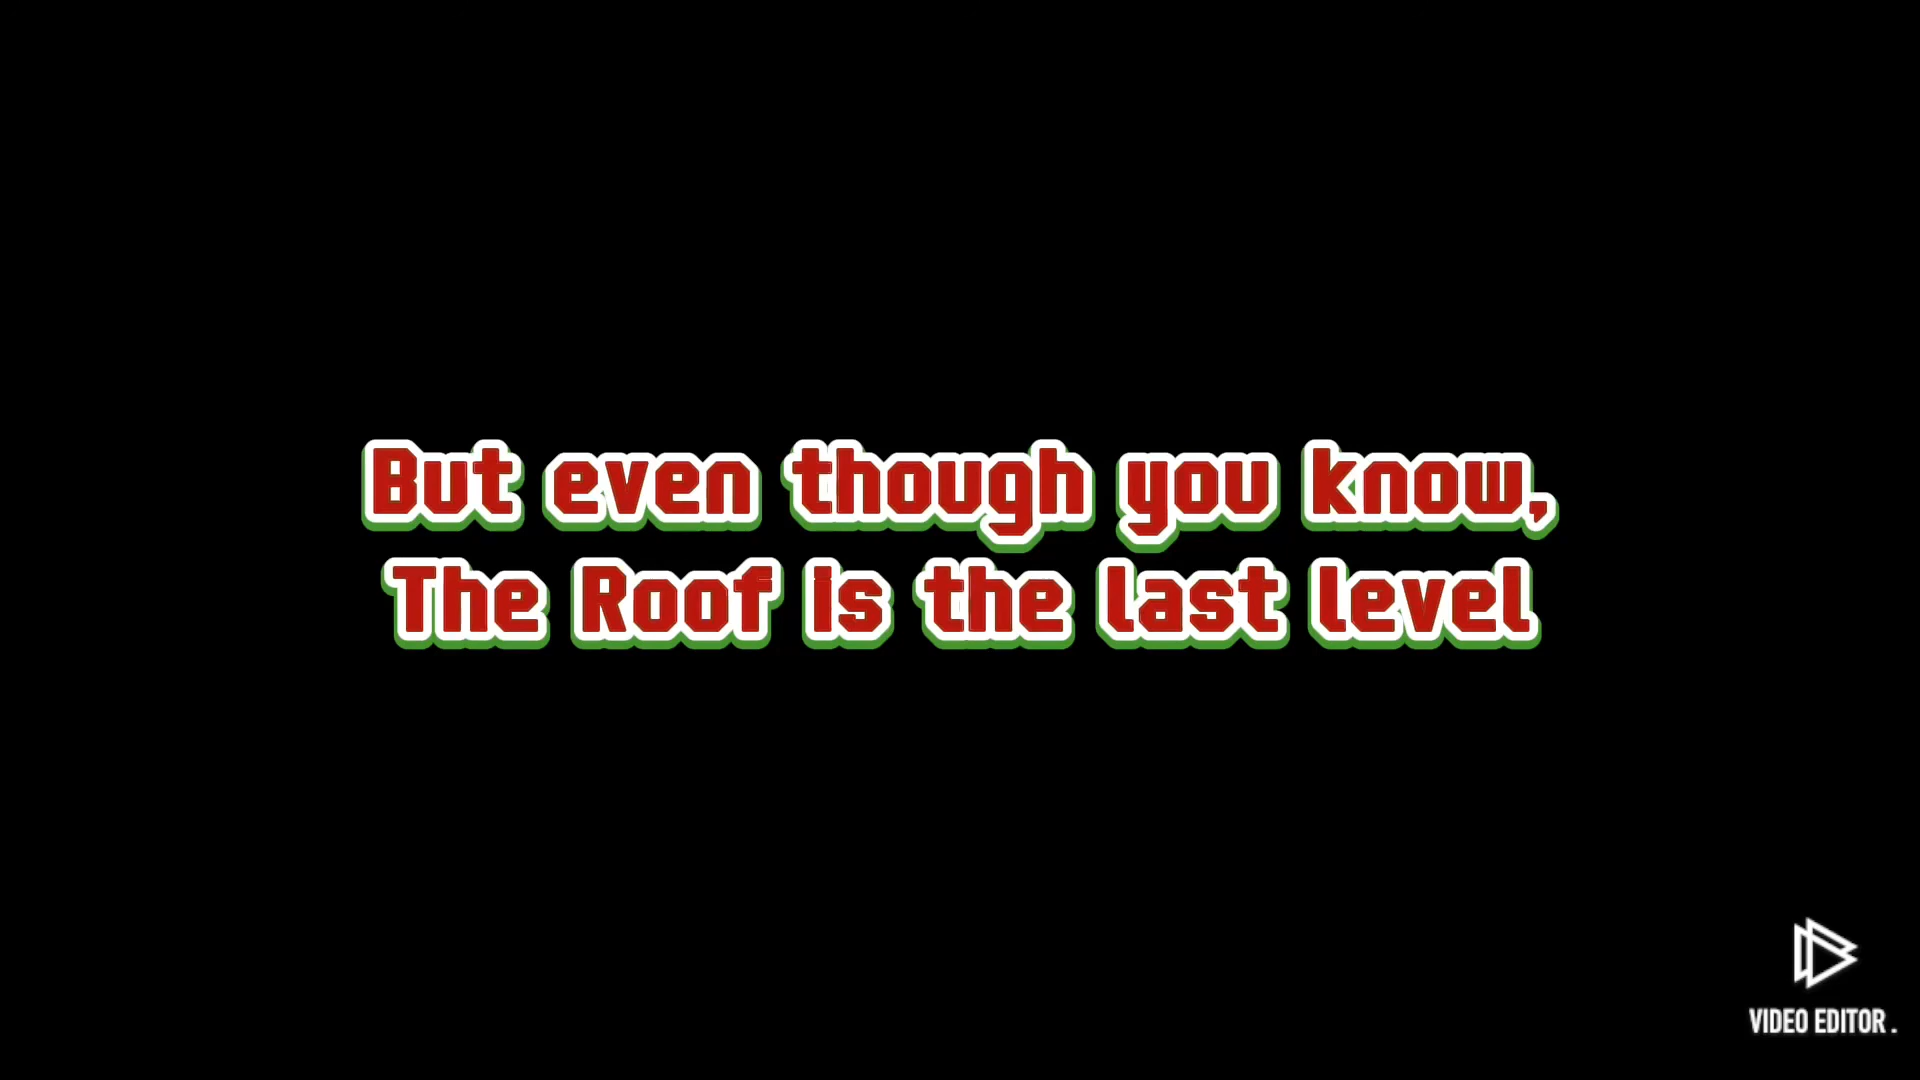 But even though you know,
The Roof is the last level
VIDEO EDITOR.